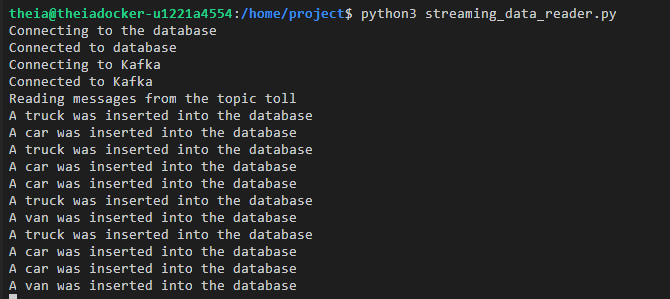 theia@theiadocker-u1221a4554:/home/project$ python3 streaming_data_reader.py
Connecting to the database
Connected to database
Connecting to Kafka
Connected to Kafka
Reading messages from the topic toll
A truck was inserted into the database
A car was inserted into the database
A truck was inserted into the database
A car was inserted into the database
A car was inserted into the database
A truck was inserted into the database
A van was inserted into the database
A truck was inserted into the database
A car was inserted into the database
A car was inserted into the database
A van was inserted into the database